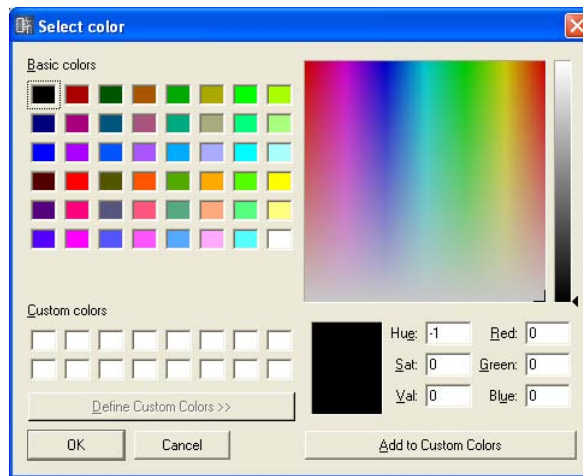 Select color
Basic colors
Custom colors
Define Custom Colors >>
OK
Cancel
Hue: -1
Red: 0
Sat: 0
Green: 0
Val: 0
Blue: 0
Add to Custom Colors